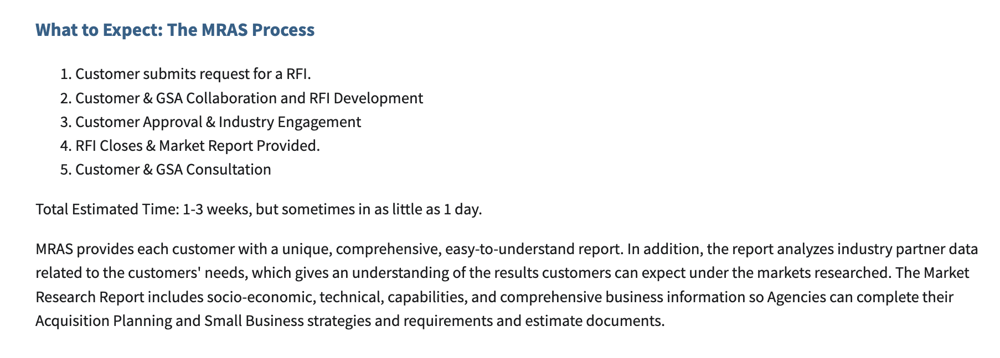 What to Expect: The MRAS Process
1. Customer submits request for a RFI.
2. Customer & GSA Collaboration and RFI Development
3. Customer Approval & Industry Engagement
4. RFI Closes & Market Report Provided.
5. Customer & GSA Consultation
Total Estimated Time: 1-3 weeks, but sometimes in as little as 1 day.
MRAS provides each customer with a unique, comprehensive, easy-to-understand report. In addition, the report analyzes industry partner data
related to the customers' needs, which gives an understanding of the results customers can expect under the markets researched. The Market
Research Report includes socio-economic, technical, capabilities, and comprehensive business information so Agencies can complete their
Acquisition Planning and Small Business strategies and requirements and estimate documents.